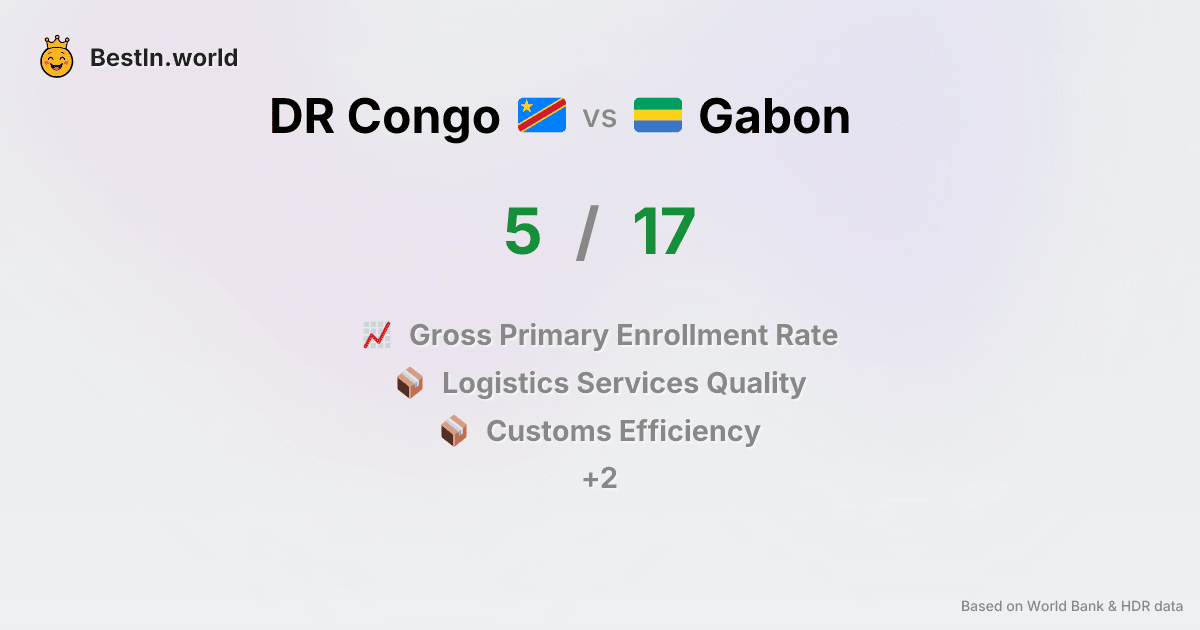 BestIn.world
DR Congo vs Gabon
5 / 17
Gross Primary Enrollment Rate
Logistics Services Quality
Customs Efficiency
+2
Based on World Bank & HDR data